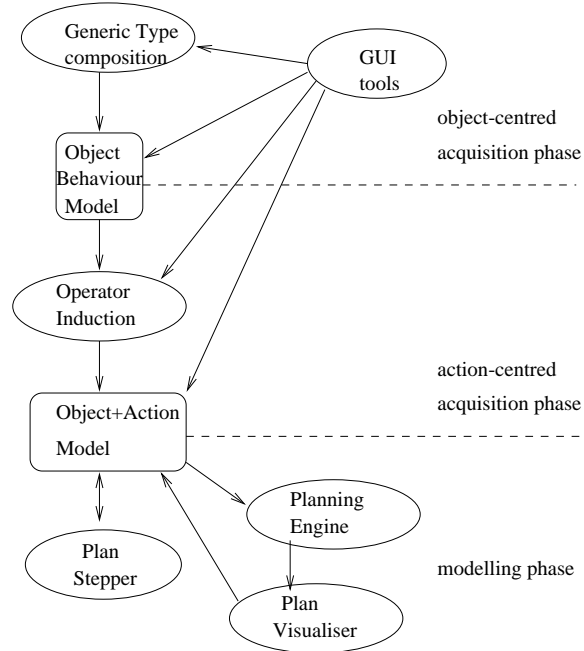 Generic Type
composition
GUI
tools
object-centred
acquisition phase
Object
Behaviour
Model
Operator
Induction
action-centred
acquisition phase
Object+Action
Model
Planning
Engine
Plan
Stepper
modelling phase
Plan
Visualiser